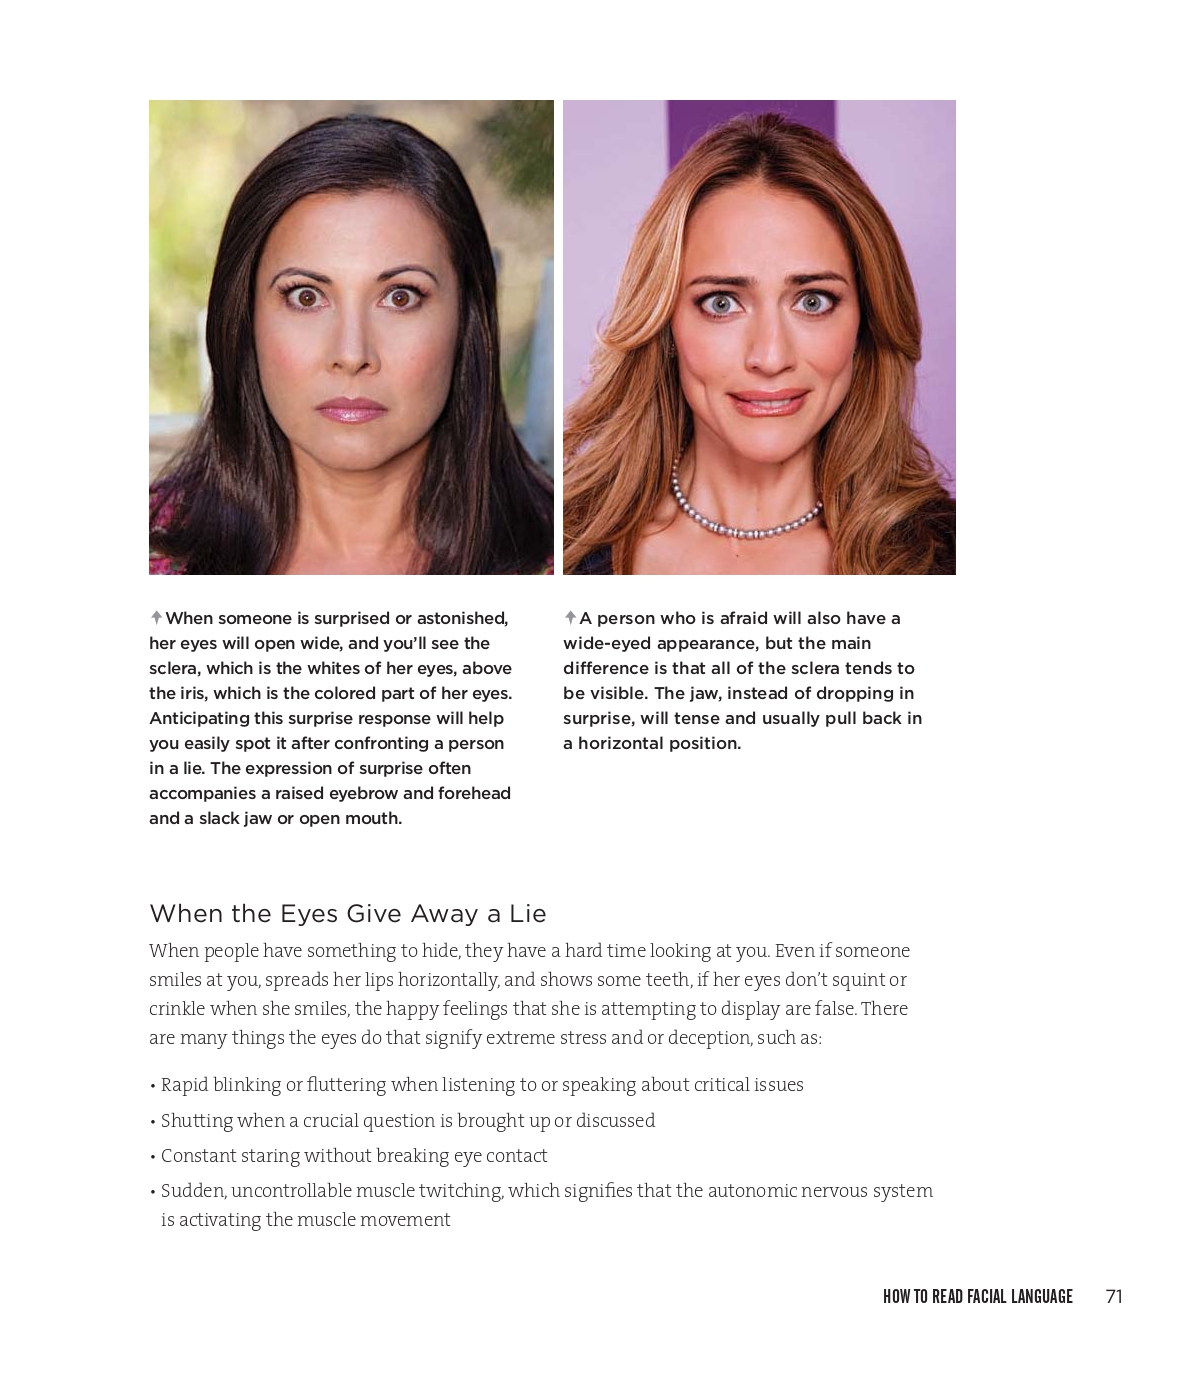 When someone is surprised or astonished,
her eyes will open wide, and you'll see the
sclera, which is the whites of her eyes, above
the iris, which is the colored part of her eyes.
Anticipating this surprise response will help
you easily spot it after confronting a person
in a lie. The expression of surprise often
accompanies a raised eyebrow and forehead
and a slack jaw or open mouth.
A person who is afraid will also have a
wide-eyed appearance, but the main
difference is that all of the sclera tends to
be visible. The jaw, instead of dropping in
surprise, will tense and usually pull back in
a horizontal position.
When the Eyes Give Away a Lie
When people have something to hide, they have a hard time looking at you. Even if someone
smiles at you, spreads her lips horizontally, and shows some teeth, if her eyes don't squint or
crinkle when she smiles, the happy feelings that she is attempting to display are false. There
are many things the eyes do that signify extreme stress and or deception, such as:
• Rapid blinking or fluttering when listening to or speaking about critical issues
• Shutting when a crucial question is brought up or discussed
• Constant staring without breaking eye contact
• Sudden, uncontrollable muscle twitching, which signifies that the autonomic nervous system
is activating the muscle movement
HOW TO READ FACIAL LANGUAGE 71